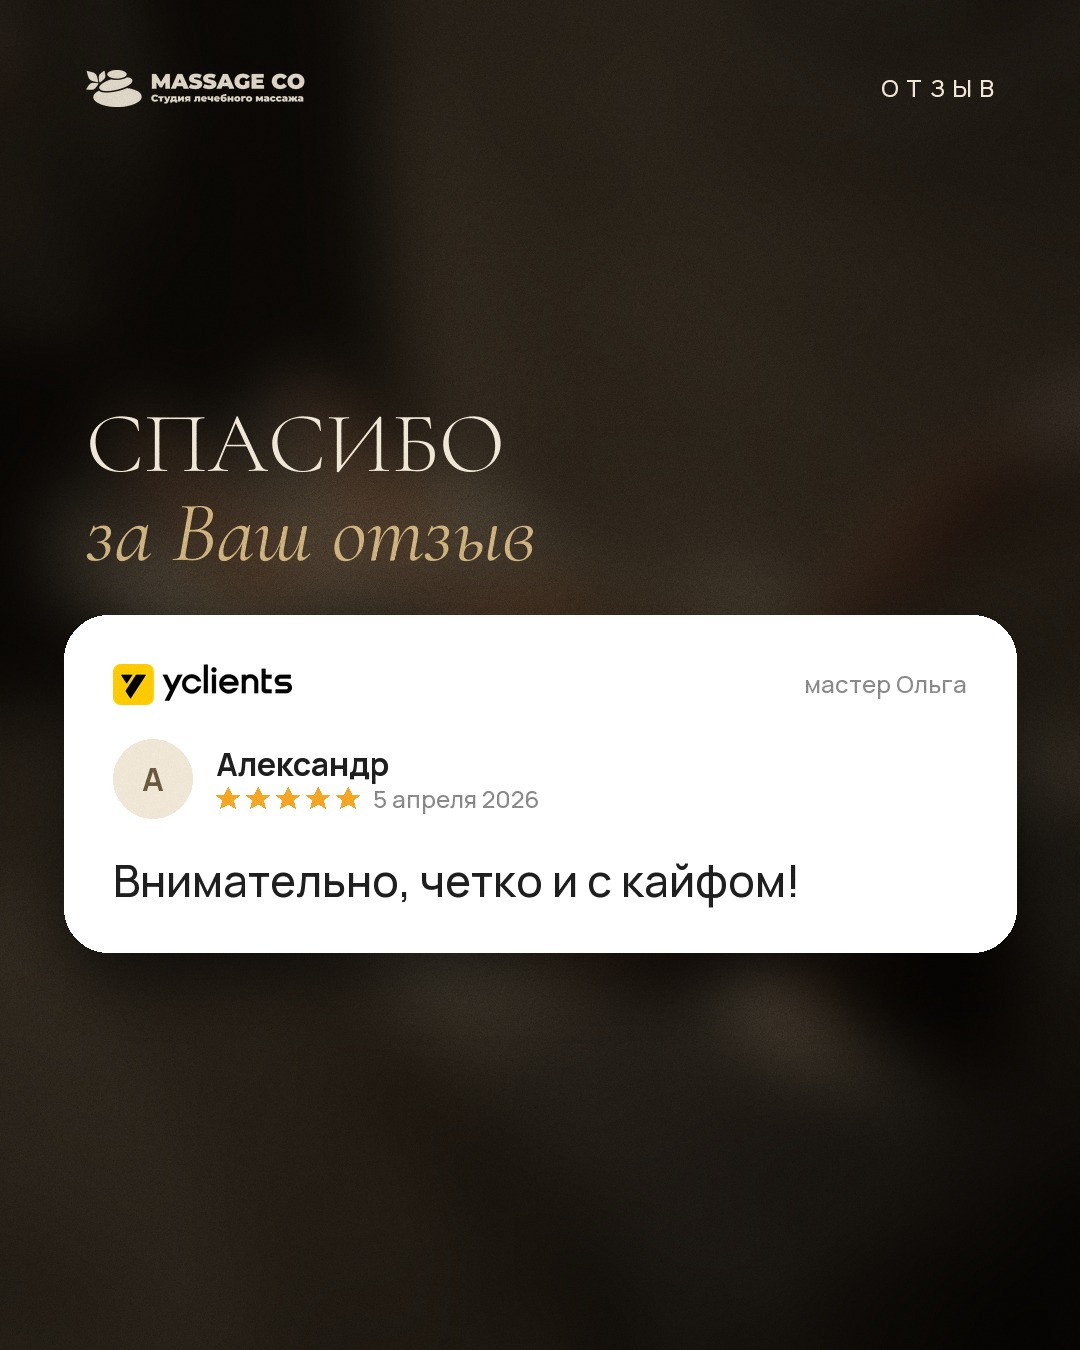 MASSAGE CO
Студия лечебного массажа
ОТЗЫВ
СПАСИБО
за Ваш отзыв
yclients
мастер Ольга
А
Александр
5 апреля 2026
Внимательно, четко и с кайфом!